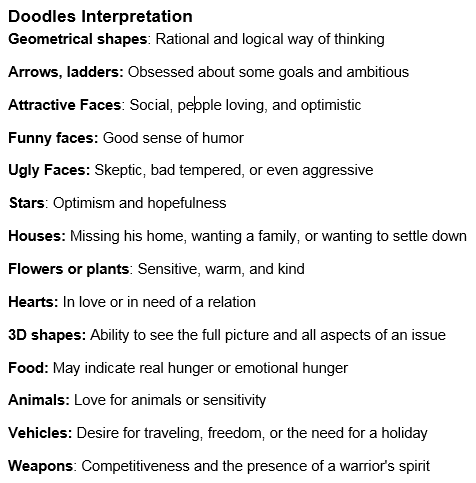 Doodles Interpretation
Geometrical shapes: Rational and logical way of thinking
Arrows, ladders: Obsessed about some goals and ambitious
Attractive Faces: Social, people loving, and optimistic
Funny faces: Good sense of humor
Ugly Faces: Skeptic, bad tempered, or even aggressive
Stars: Optimism and hopefulness
Houses: Missing his home, wanting a family, or wanting to settle down
Flowers or plants: Sensitive, warm, and kind
Hearts: In love or in need of a relation
3D shapes: Ability to see the full picture and all aspects of an issue
Food: May indicate real hunger or emotional hunger
Animals: Love for animals or sensitivity
Vehicles: Desire for traveling, freedom, or the need for a holiday
Weapons: Competitiveness and the presence of a warrior's spirit